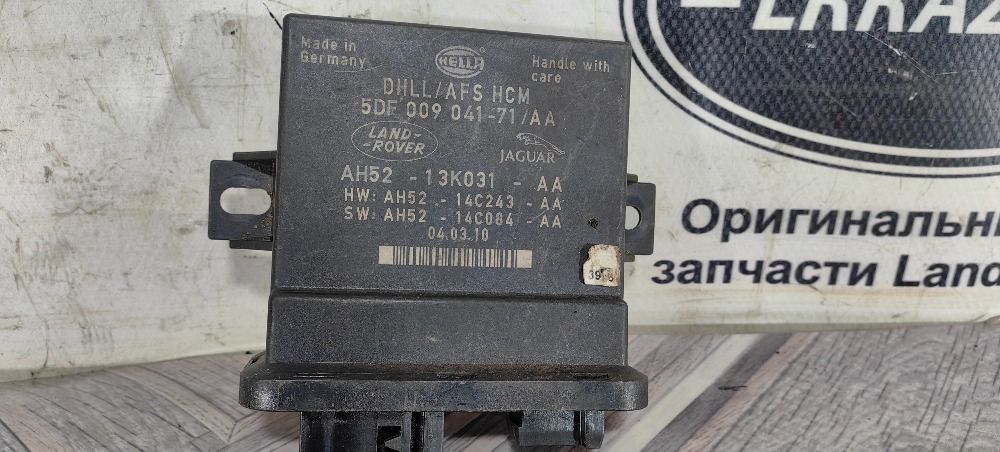 Made in
Germany
HELLA
Handle with
care
DHLL/AFS HCM
5DF 009 041-71/AA
LAND-
-ROVER
JAGUAR
AH52 - 13K031 - AA
HW: AH52 - 14C243 - AA
SW: AH52 - 14C084 - AA
04.03.10
Оригинальны
запчасти Land